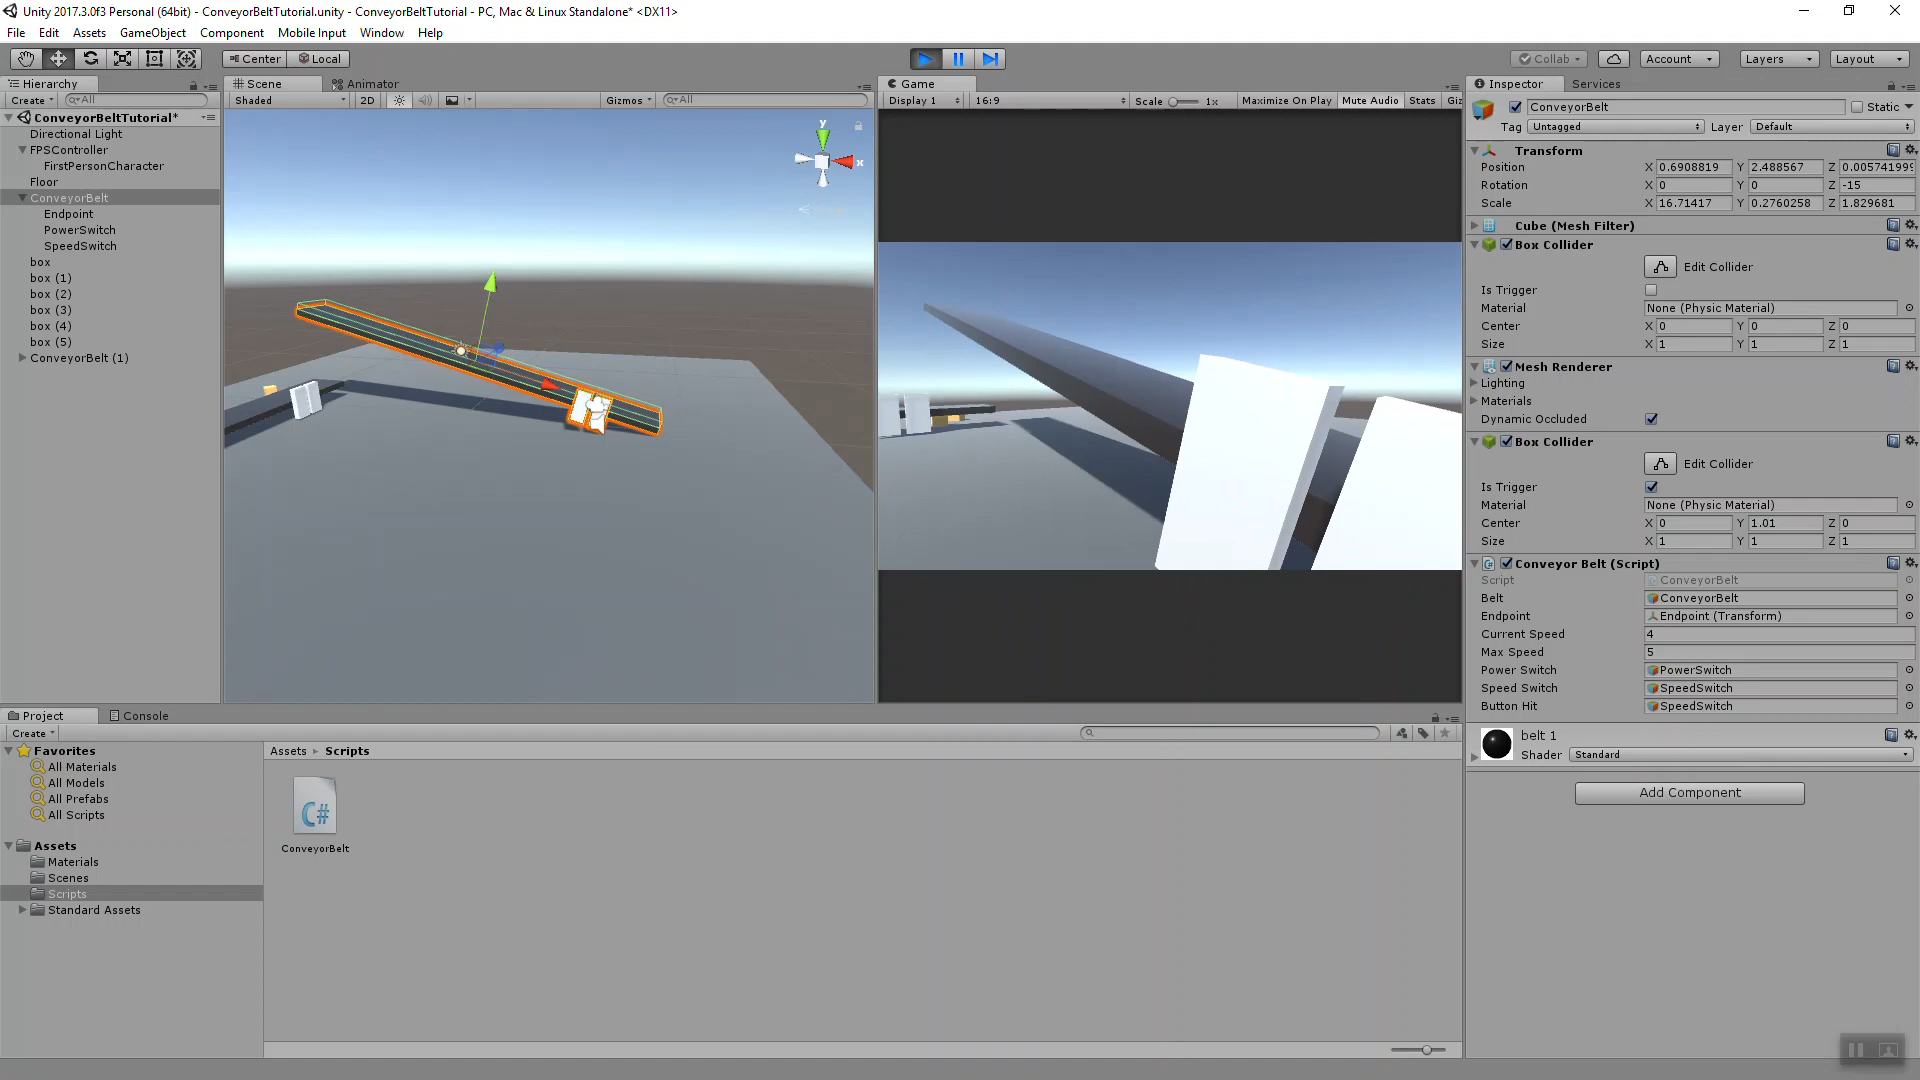 Unity 2017.3.0f3 Personal (64bit) - ConveyorBeltTutorial.unity - ConveyorBeltTutorial - PC, Mac & Linux Standalone* <DX11>
File Edit Assets GameObject Component Mobile Input Window Help
Center Local Collab Account Layers Layout
Hierarchy
Create All
ConveyorBeltTutorial*
Directional Light
FPSController
FirstPersonCharacter
Floor
ConveyorBelt
Endpoint
PowerSwitch
SpeedSwitch
box
box (1)
box (2)
box (3)
box (4)
box (5)
ConveyorBelt (1)
Scene Animator
Shaded 2D Gizmos All
y
x
Game
Display 1 16:9 Scale 1x Maximize On Play Mute Audio Stats Giz
Inspector Services
ConveyorBelt Static
Tag Untagged Layer Default
Transform
Position X 0.6908819 Y 2.488567 Z 0.005741999
Rotation X 0 Y 0 Z -15
Scale X 16.71417 Y 0.2760258 Z 1.829681
Cube (Mesh Filter)
Box Collider
Edit Collider
Is Trigger
Material None (Physic Material)
Center X 0 Y 0 Z 0
Size X 1 Y 1 Z 1
Mesh Renderer
Lighting
Materials
Dynamic Occluded
Box Collider
Edit Collider
Is Trigger
Material None (Physic Material)
Center X 0 Y 1.01 Z 0
Size X 1 Y 1 Z 1
C# Conveyor Belt (Script)
Script ConveyorBelt
Belt ConveyorBelt
Endpoint Endpoint (Transform)
Current Speed 4
Max Speed 5
Power Switch PowerSwitch
Speed Switch SpeedSwitch
Button Hit SpeedSwitch
belt 1
Shader Standard
Add Component
Project Console
Create
Favorites
All Materials
All Models
All Prefabs
All Scripts
Assets
Materials
Scenes
Scripts
Standard Assets
Assets Scripts
C#
ConveyorBelt